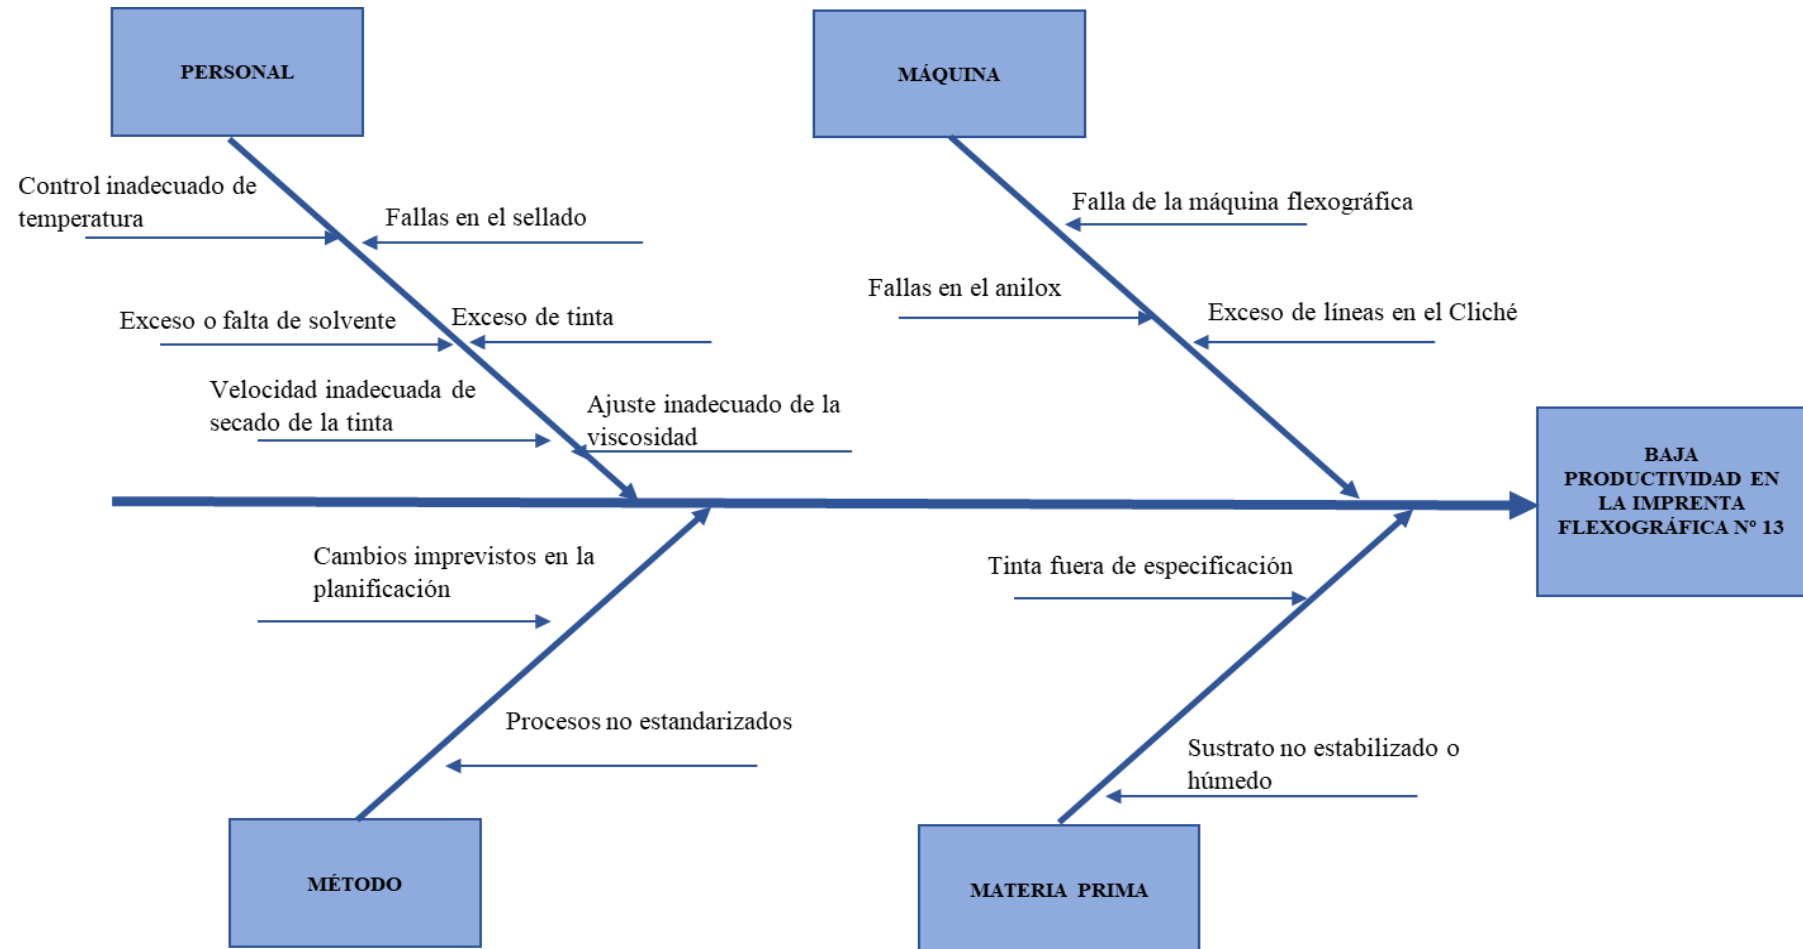 PERSONAL
MÁQUINA
Control inadecuado de
temperatura
Fallas en el sellado
Falla de la máquina flexográfica
Exceso o falta de solvente
Exceso de tinta
Fallas en el anilox
Exceso de líneas en el Cliché
Velocidad inadecuada de
secado de la tinta
Ajuste inadecuado de la
viscosidad
BAJA
PRODUCTIVIDAD EN
LA IMPRENTA
FLEXOGRÁFICA Nº 13
Cambios imprevistos en la
planificación
Tinta fuera de especificación
Procesos no estandarizados
Sustrato no estabilizado o
húmedo
MÉTODO
MATERIA PRIMA